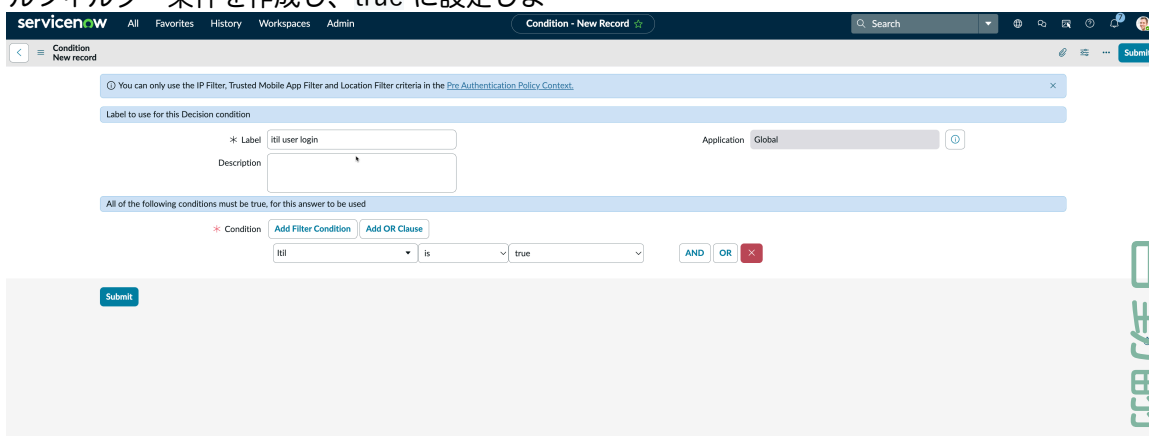 ルフィルター条件を作成し、true に設定しよ
servicenow All Favorites History Workspaces Admin Condition - New Record ☆ Search 7
Condition
New record
Submit
You can only use the IP Filter, Trusted Mobile App Filter and Location Filter criteria in the Pre Authentication Policy Context.
Label to use for this Decision condition
Label itil user login Application Global
Description
All of the following conditions must be true, for this answer to be used
Condition Add Filter Condition Add OR Clause
Itil is true AND OR
Submit